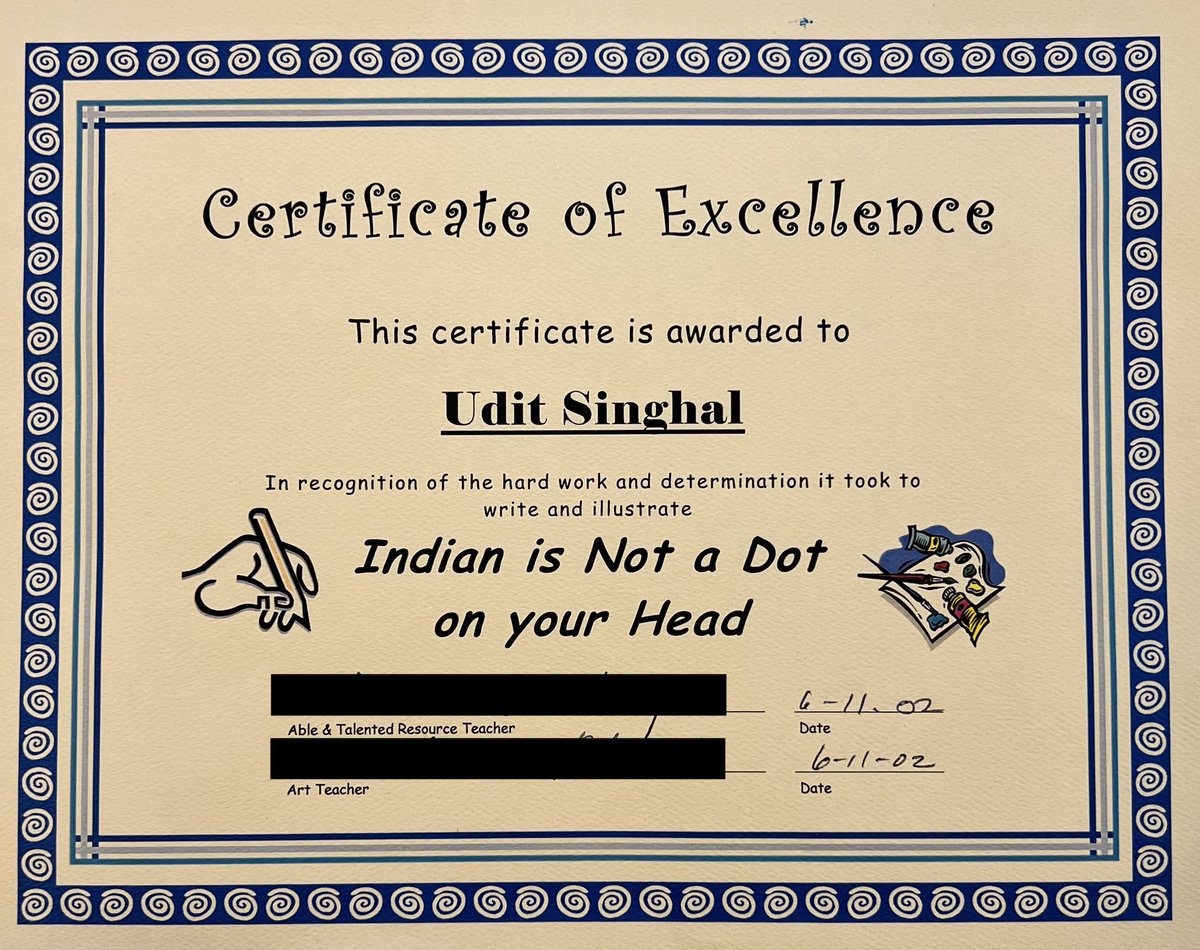 Certificate of Excellence
This certificate is awarded to
Udit Singhal
In recognition of the hard work and determination it took to
write and illustrate
Indian is Not a Dot
on your Head
6-11.02
Able & Talented Resource Teacher
Date
6-11-02
Art Teacher
Date